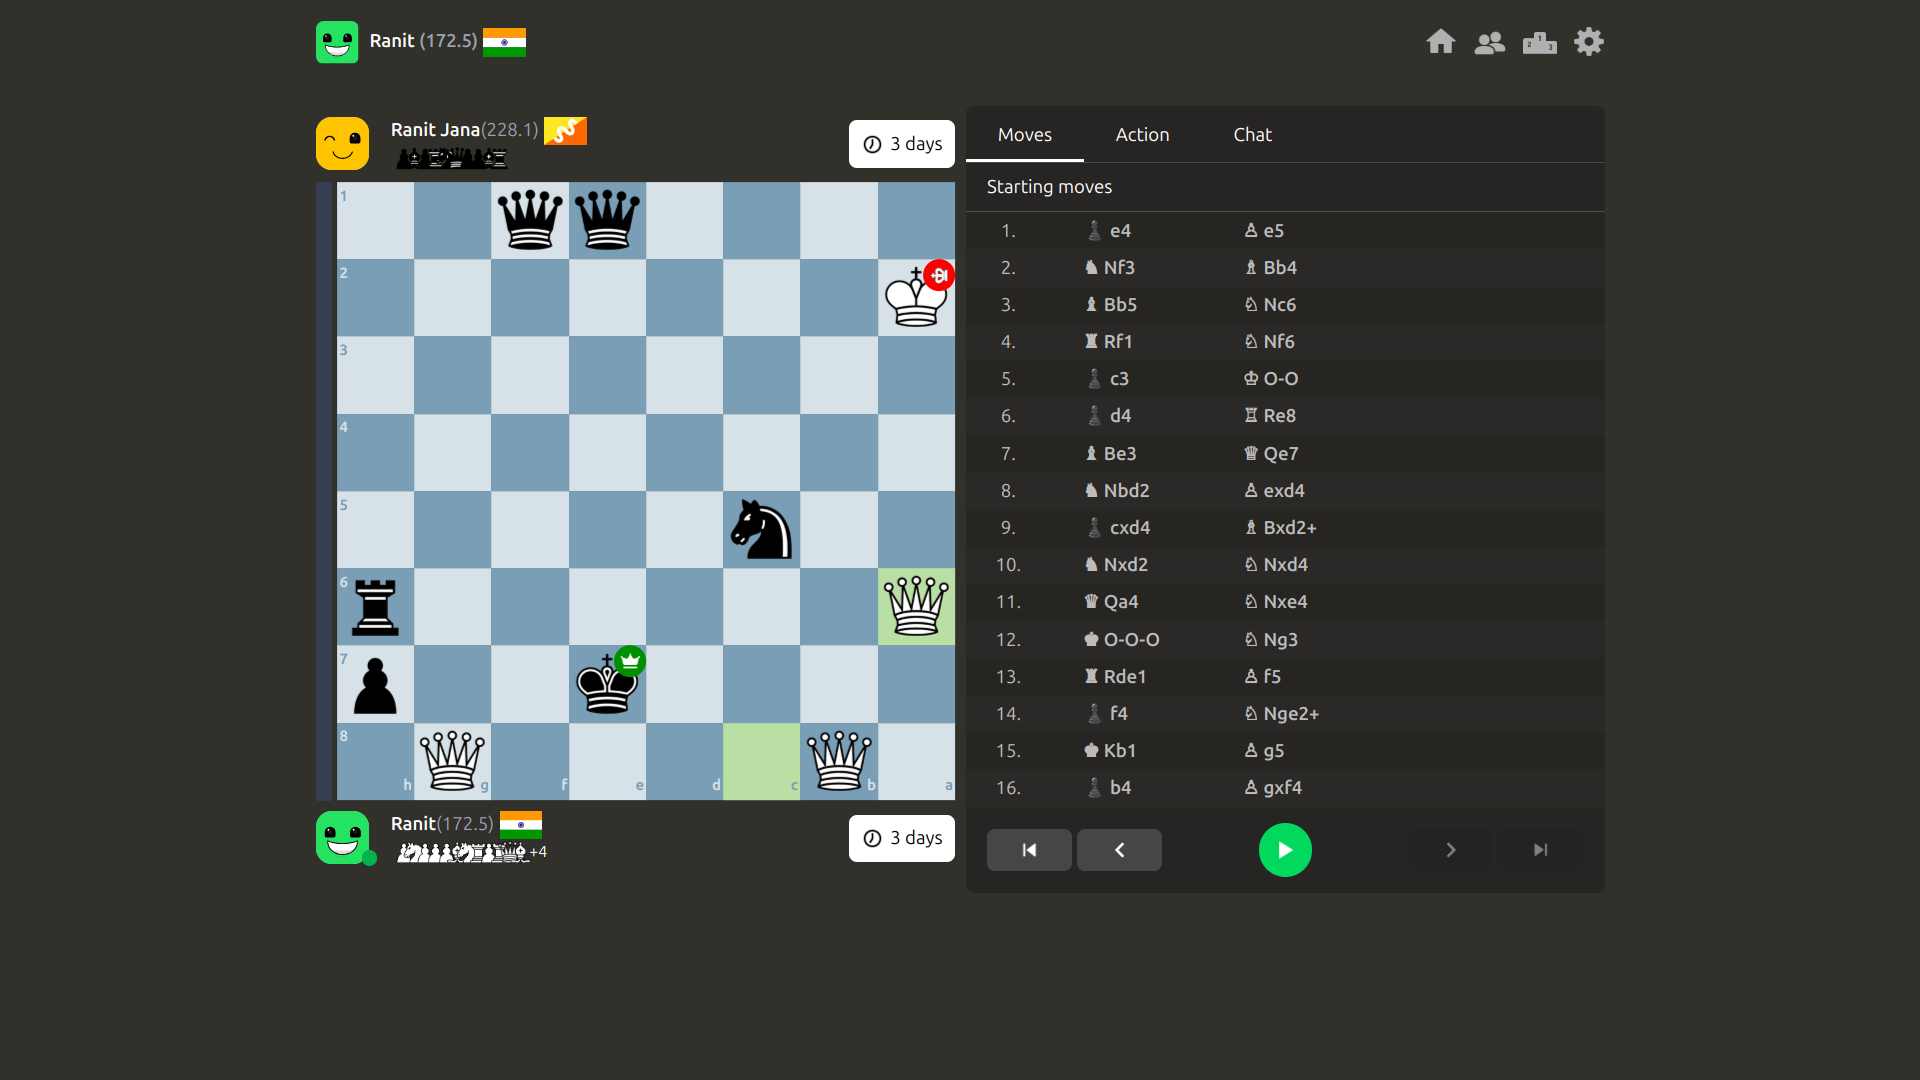 Ranit (172.5)
Ranit Jana(228.1)
3 days
Moves Action Chat
Starting moves
1. e4 e5
2. Nf3 Bb4
3. Bb5 Nc6
4. Rf1 Nf6
5. c3 O-O
6. d4 Re8
7. Be3 Qe7
8. Nbd2 exd4
9. cxd4 Bxd2+
10. Nxd2 Nxd4
11. Qa4 Nxe4
12. O-O-O Ng3
13. Rde1 f5
14. f4 Nge2+
15. Kb1 g5
16. b4 gxf4
1
2
3
4
5
6
7
8
h g f e d c b a
Ranit(172.5)
+4
3 days